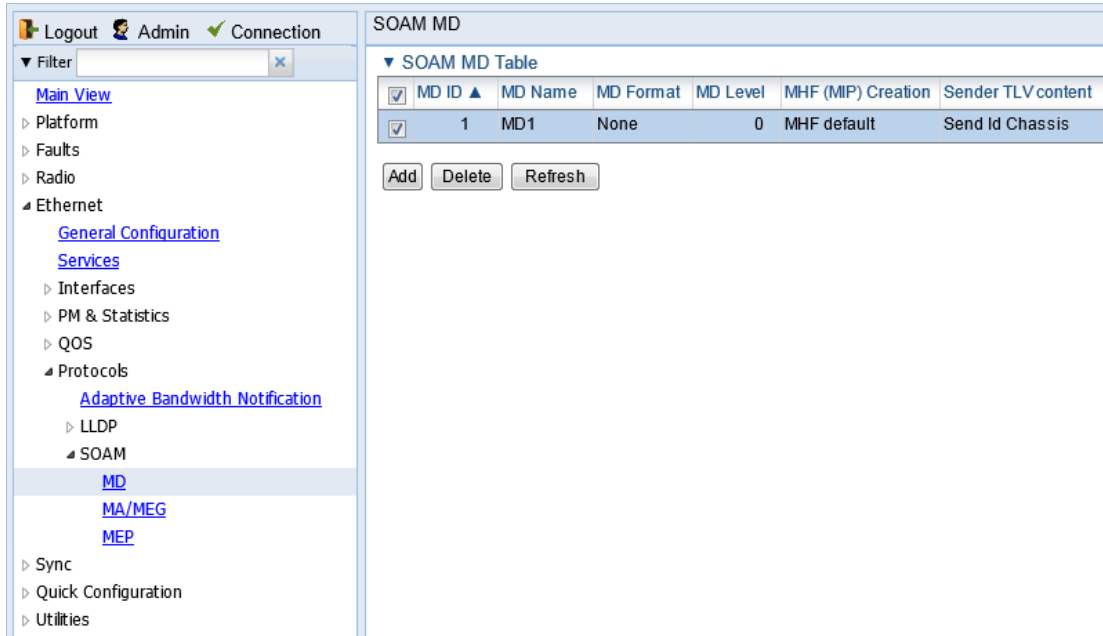 Logout Admin Connection
▼ Filter
Main View
Platform
Faults
Radio
Ethernet
General Configuration
Services
Interfaces
PM & Statistics
QOS
Protocols
Adaptive Bandwidth Notification
LLDP
SOAM
MD
MA/MEG
MEP
Sync
Quick Configuration
Utilities
SOAM MD
▼ SOAM MD Table
MD ID ▲ MD Name MD Format MD Level MHF (MIP) Creation Sender TLV content
1 MD1 None 0 MHF default Send Id Chassis
Add Delete Refresh